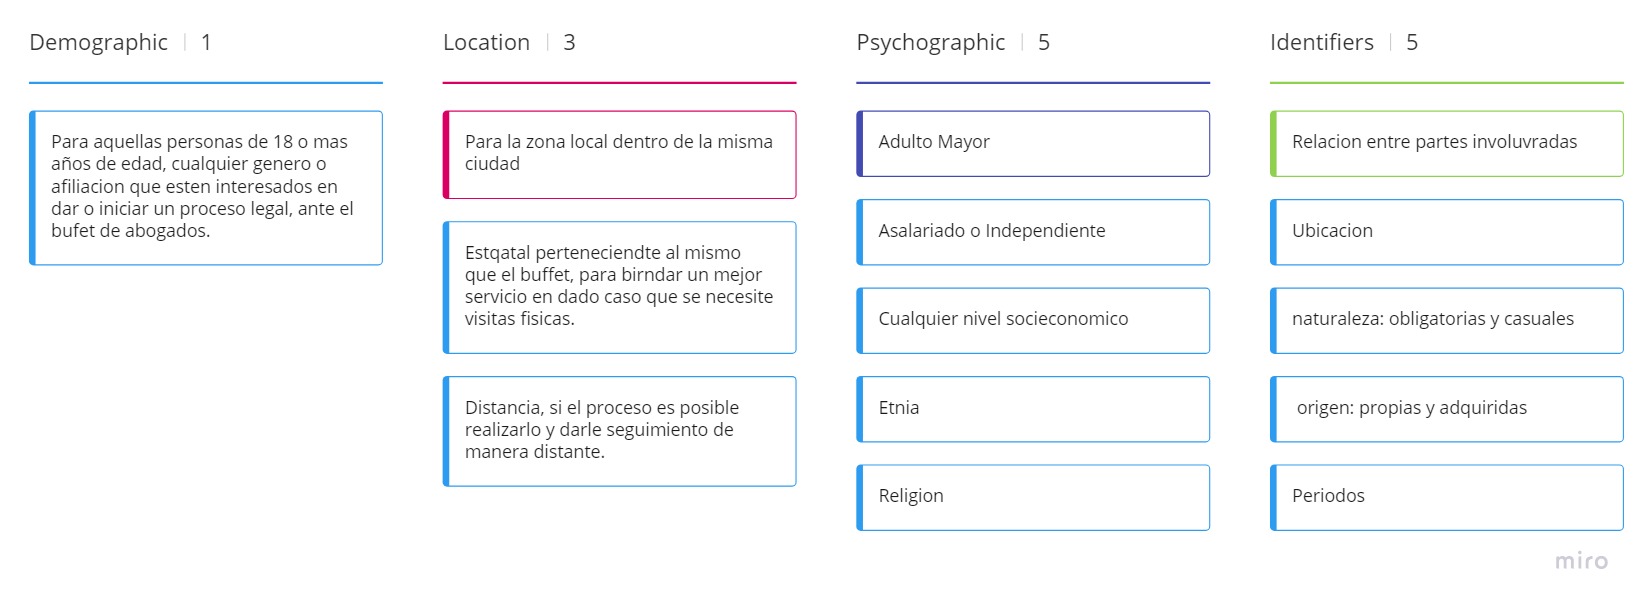 Demographic | 1
Para aquellas personas de 18 o mas
años de edad, cualquier genero o
afiliacion que esten interesados en
dar o iniciar un proceso legal, ante el
bufet de abogados.
Location | 3
Para la zona local dentro de la misma
ciudad
Estqatal perteneciendte al mismo
que el buffet, para birndar un mejor
servicio en dado caso que se necesite
visitas fisicas.
Distancia, si el proceso es posible
realizarlo y darle seguimiento de
manera distante.
Psychographic | 5
Adulto Mayor
Asalariado o Independiente
Cualquier nivel socieconomico
Etnia
Religion
Identifiers | 5
Relacion entre partes involuvradas
Ubicacion
naturaleza: obligatorias y casuales
origen: propias y adquiridas
Periodos
miro